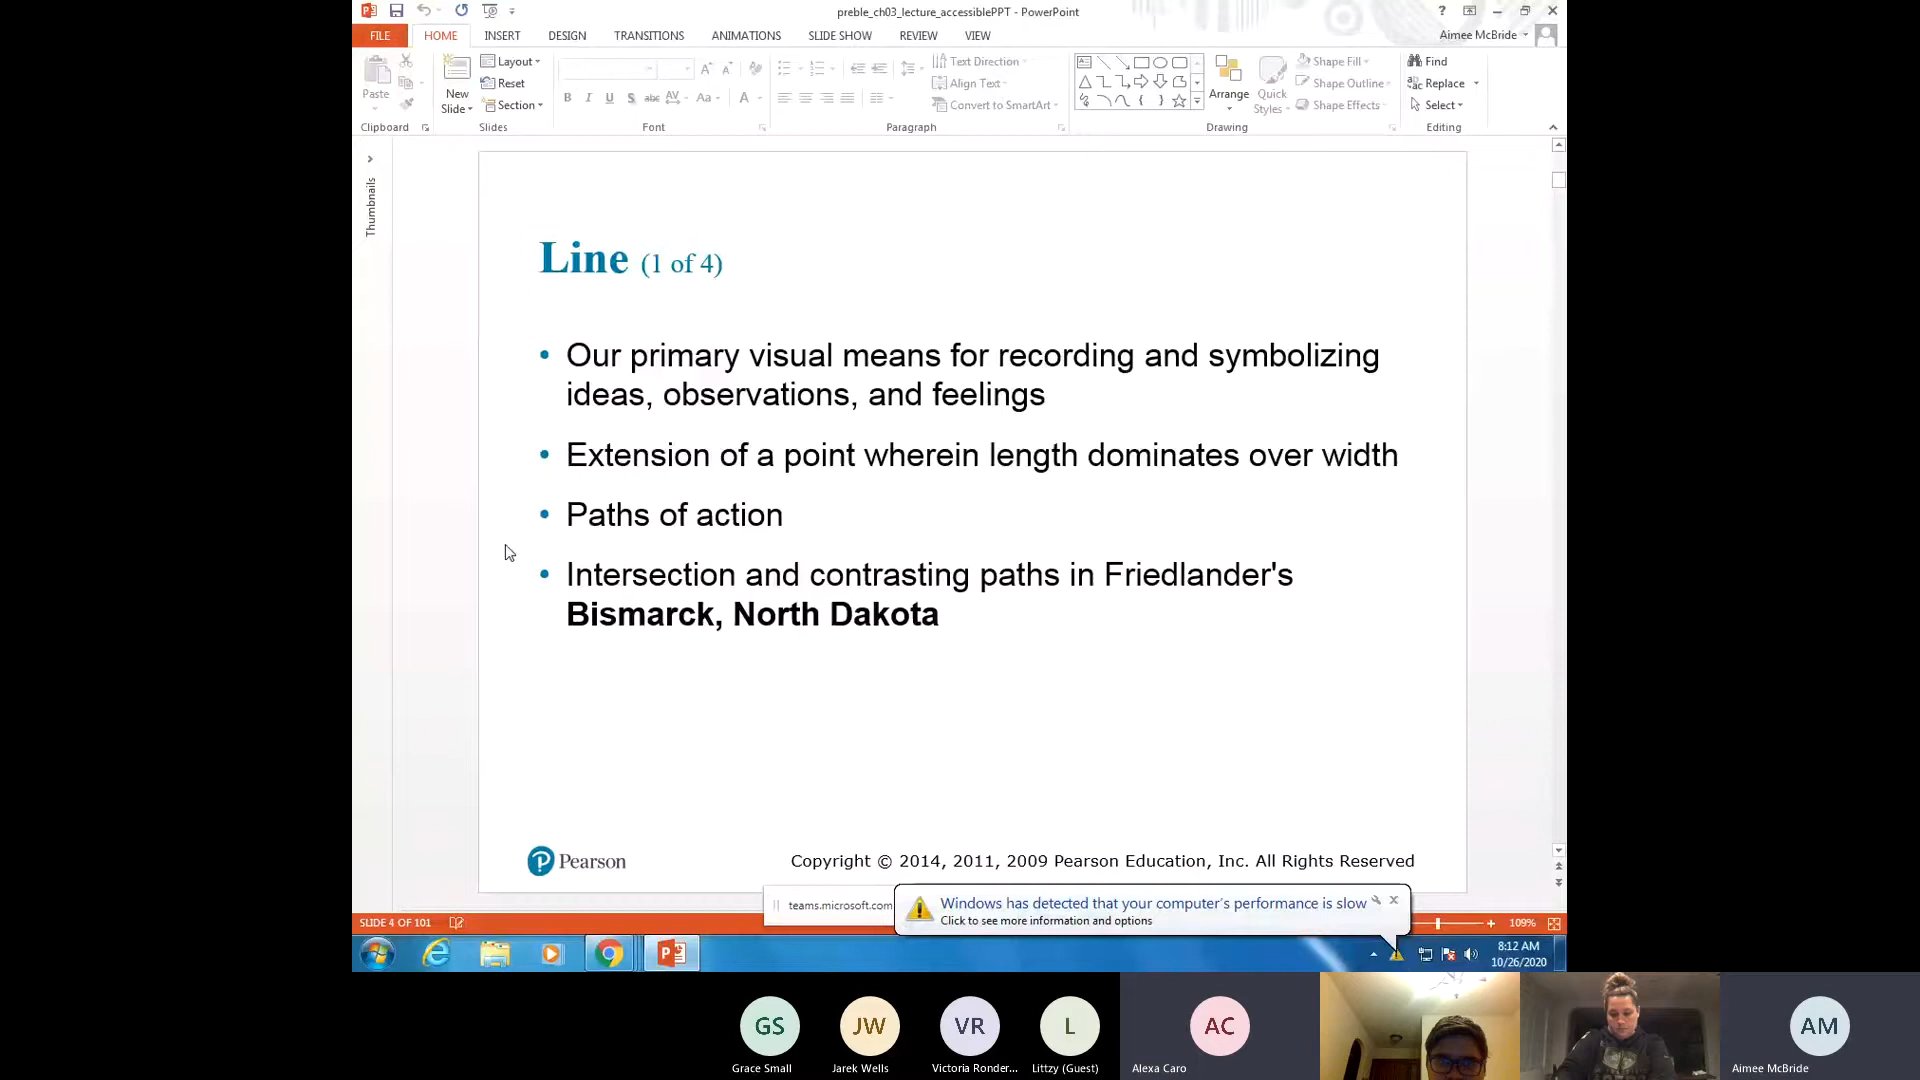 preble_ch03_lecture_accessiblePPT - PowerPoint
FILE HOME INSERT DESIGN TRANSITIONS ANIMATIONS SLIDE SHOW REVIEW VIEW
Aimee McBride
Paste
New Slide
Layout
Reset
Section
Text Direction
Align Text
Convert to SmartArt
Arrange
Quick Styles
Shape Fill
Shape Outline
Shape Effects
Find
Replace
Select
Clipboard Slides Font Paragraph Drawing Editing
Thumbnails
Line (1 of 4)
• Our primary visual means for recording and symbolizing
ideas, observations, and feelings
• Extension of a point wherein length dominates over width
• Paths of action
• Intersection and contrasting paths in Friedlander's
Bismarck, North Dakota
Pearson
Copyright © 2014, 2011, 2009 Pearson Education, Inc. All Rights Reserved
teams.microsoft.com
Windows has detected that your computer's performance is slow
Click to see more information and options
SLIDE 4 OF 101
109%
8:12 AM
10/26/2020
GS JW VR L AC AM
Grace Small Jarek Wells Victoria Ronder... Littzy (Guest) Alexa Caro Aimee McBride